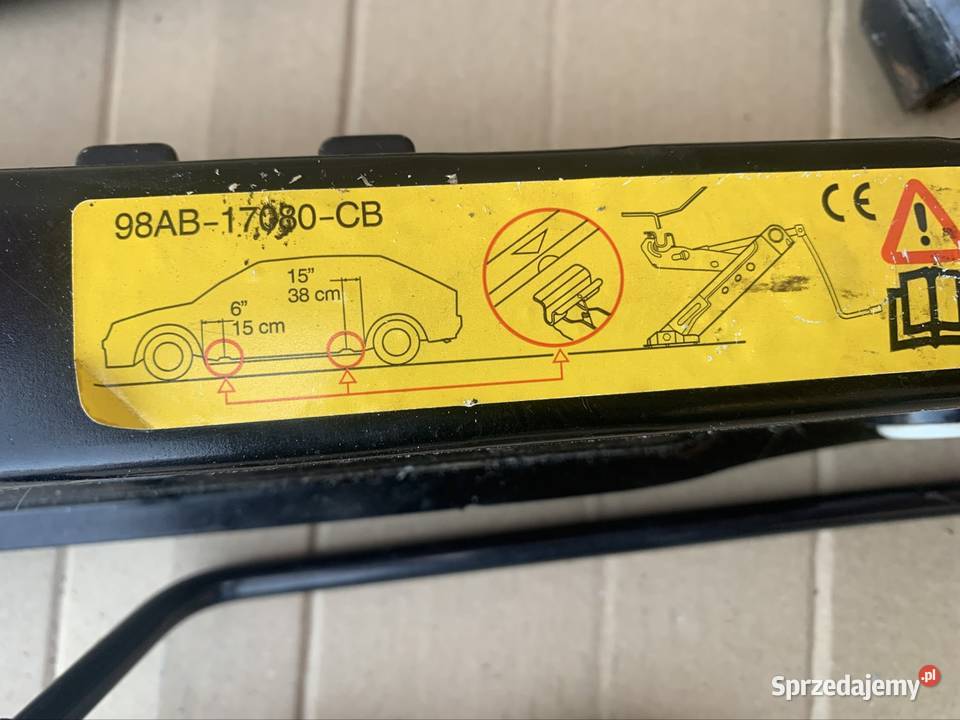 98AB-17080-CB
15"
38 cm
6"
15 cm
CE
!
Sprzedajemy.pl